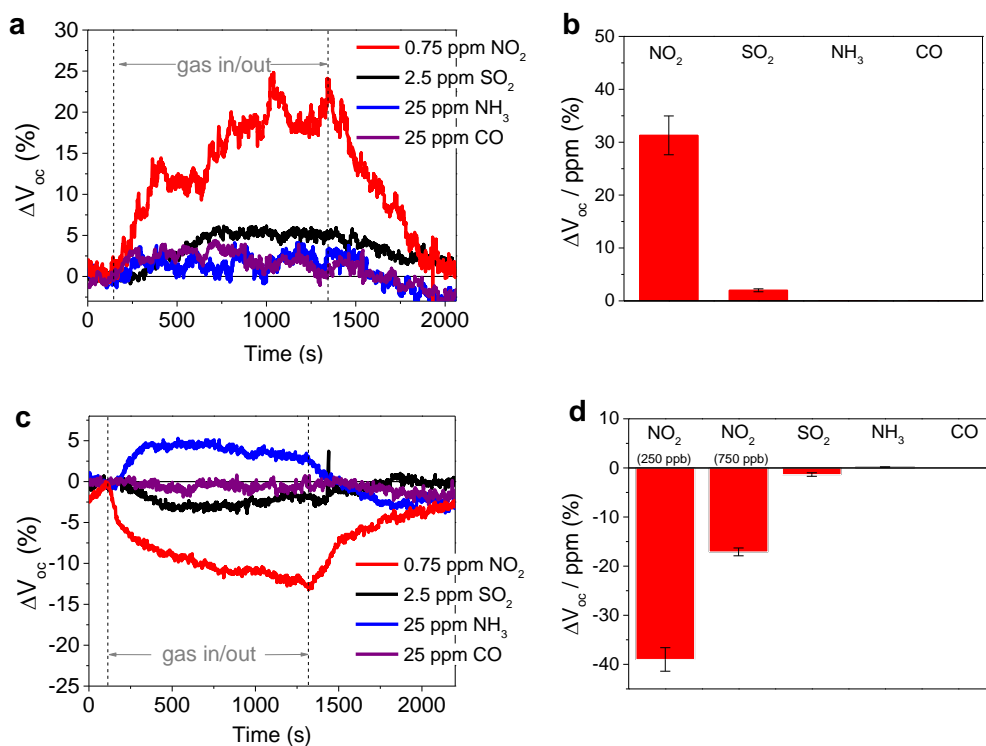 a
30
25
20
15
10
5
0
ΔV_oc (%)
gas in/out
0.75 ppm NO₂
2.5 ppm SO₂
25 ppm NH₃
25 ppm CO
0 500 1000 1500 2000
Time (s)
b
50
40
30
20
10
0
ΔV_oc / ppm (%)
NO₂ SO₂ NH₃ CO
c
5
0
-5
-10
-15
-20
-25
ΔV_oc (%)
0.75 ppm NO₂
2.5 ppm SO₂
25 ppm NH₃
25 ppm CO
gas in/out
0 500 1000 1500 2000
Time (s)
d
10
0
-10
-20
-30
-40
ΔV_oc / ppm (%)
NO₂ NO₂ SO₂ NH₃ CO
(250 ppb) (750 ppb)